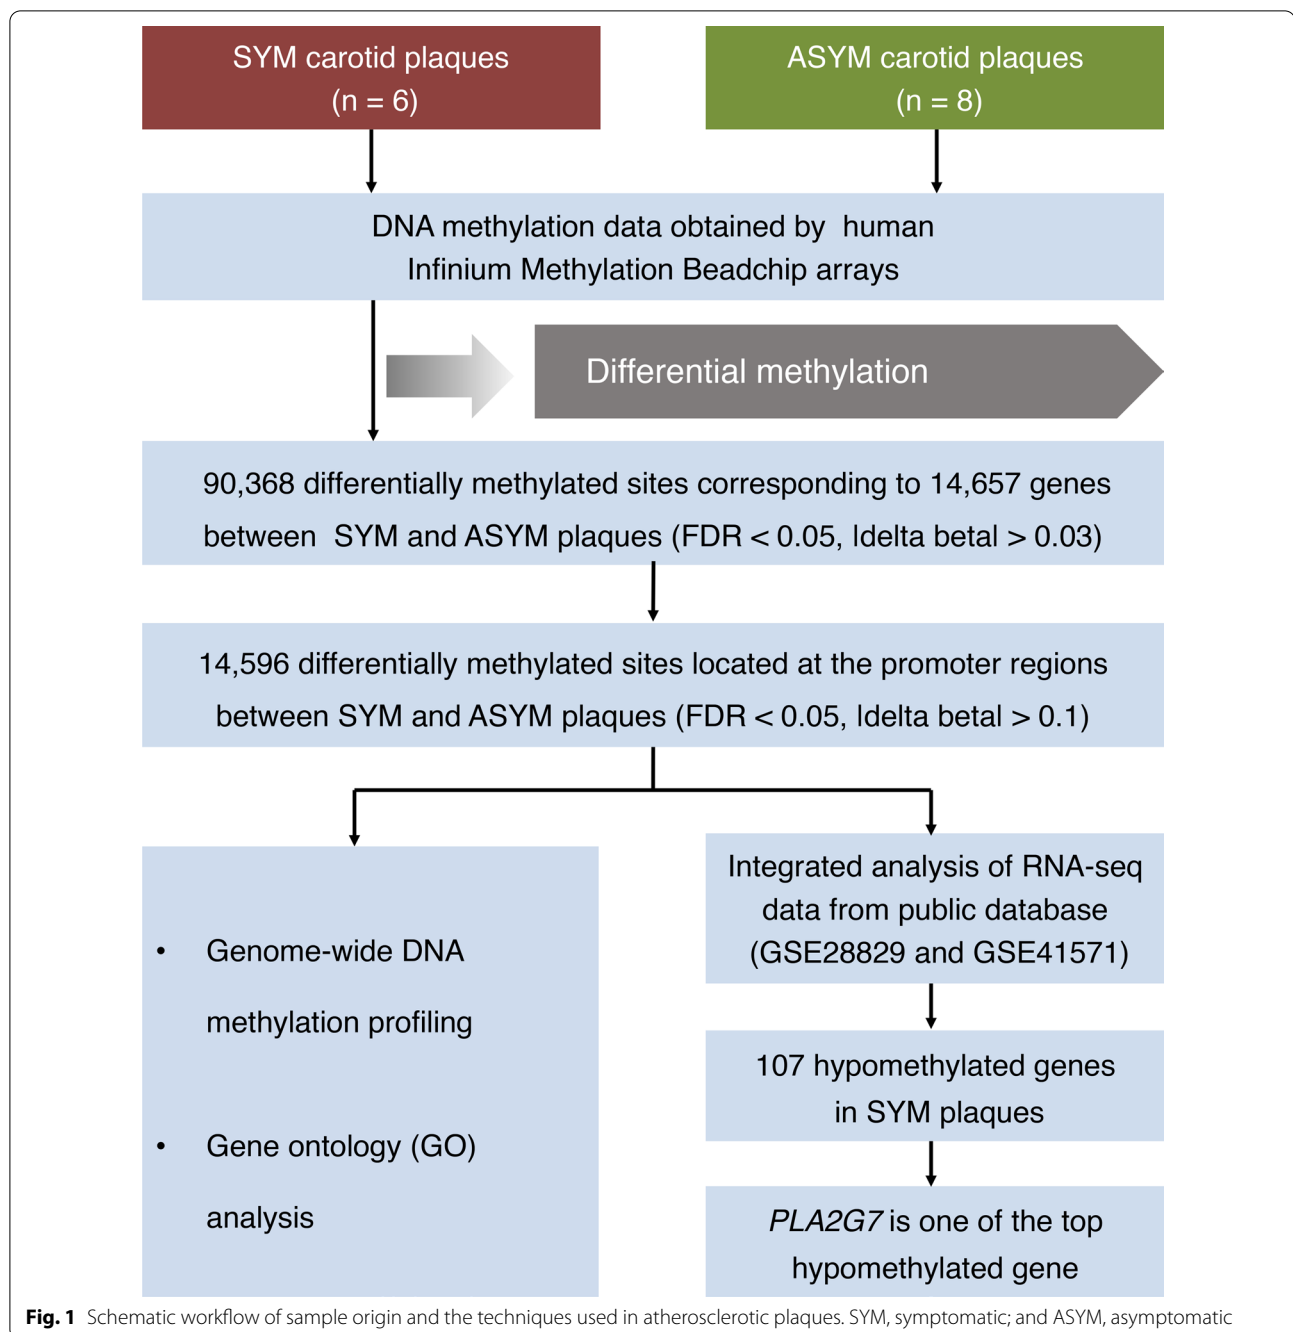 SYM carotid plaques
(n = 6)
ASYM carotid plaques
(n = 8)
DNA methylation data obtained by human
Infinium Methylation Beadchip arrays
Differential methylation
90,368 differentially methylated sites corresponding to 14,657 genes
between SYM and ASYM plaques (FDR < 0.05, |delta beta| > 0.03)
14,596 differentially methylated sites located at the promoter regions
between SYM and ASYM plaques (FDR < 0.05, |delta beta| > 0.1)
• Genome-wide DNA
methylation profiling
• Gene ontology (GO)
analysis
Integrated analysis of RNA-seq
data from public database
(GSE28829 and GSE41571)
107 hypomethylated genes
in SYM plaques
PLA2G7 is one of the top
hypomethylated gene
Fig. 1 Schematic workflow of sample origin and the techniques used in atherosclerotic plaques. SYM, symptomatic; and ASYM, asymptomatic